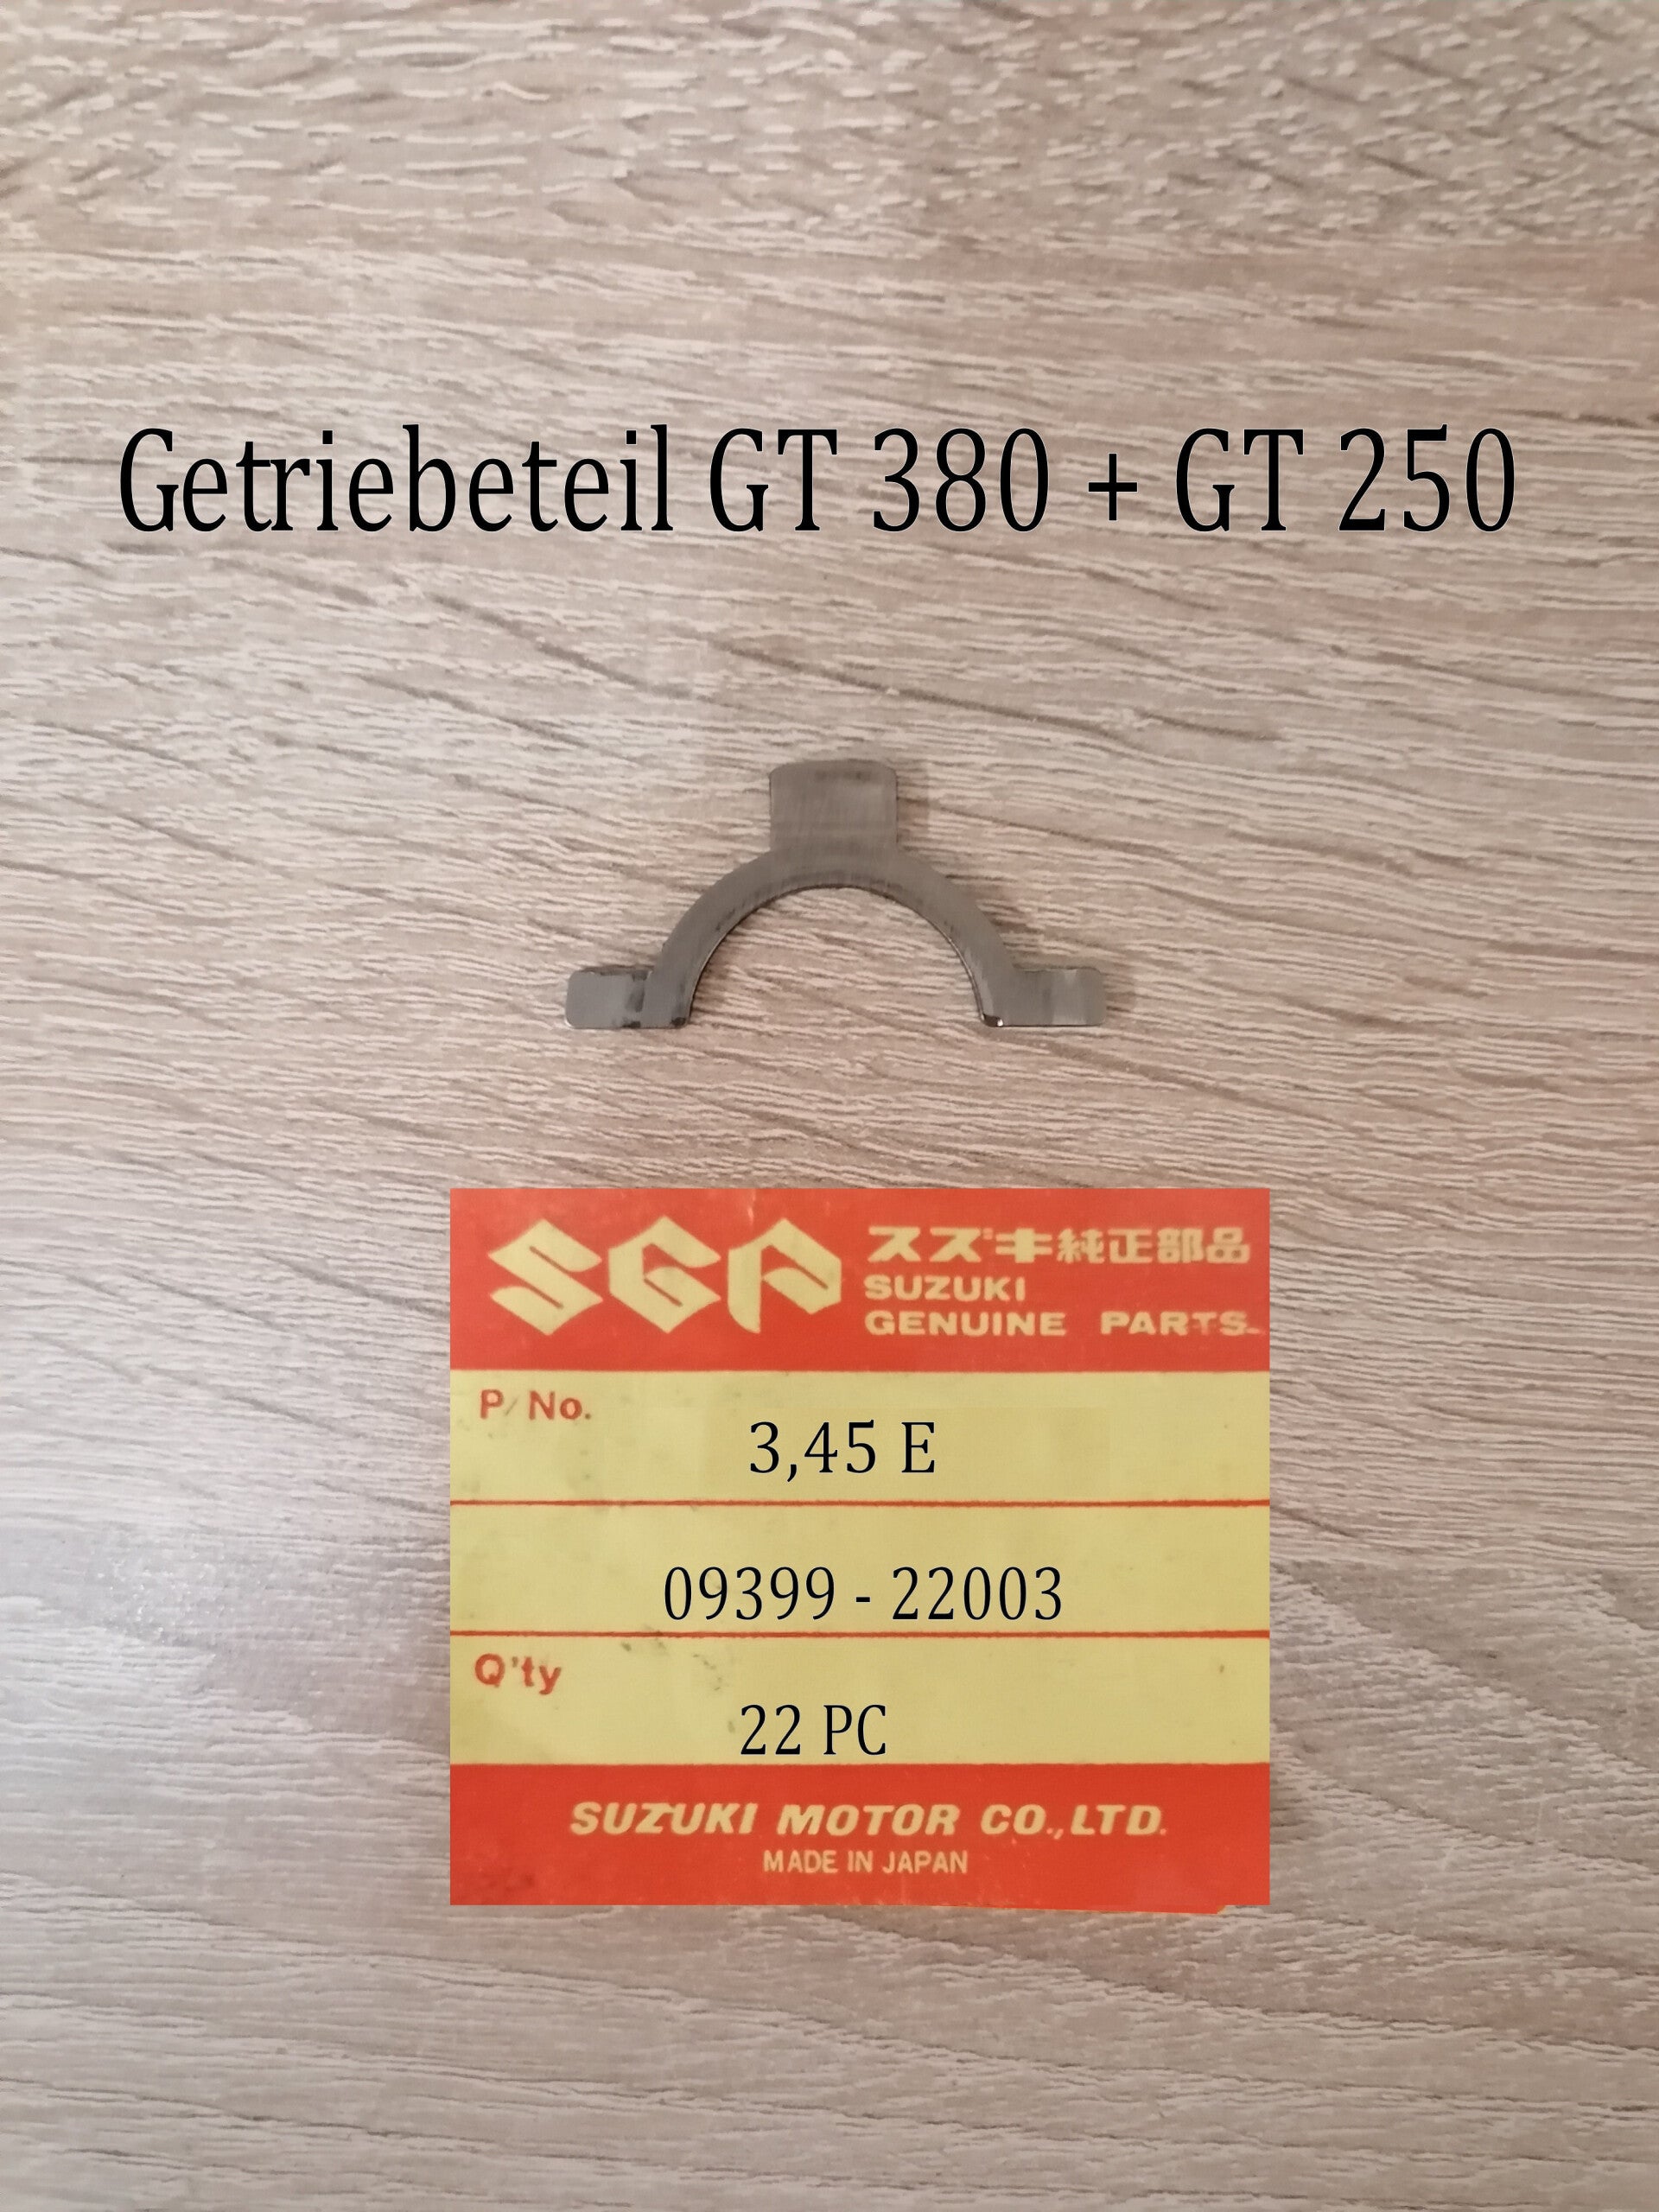 Getriebeteil GT 380 + GT 250
SGP
スズキ純正部品
SUZUKI
GENUINE PARTS
P/No.
3,45 E
09399 - 22003
Q'ty
22 PC
SUZUKI MOTOR CO.,LTD.
MADE IN JAPAN